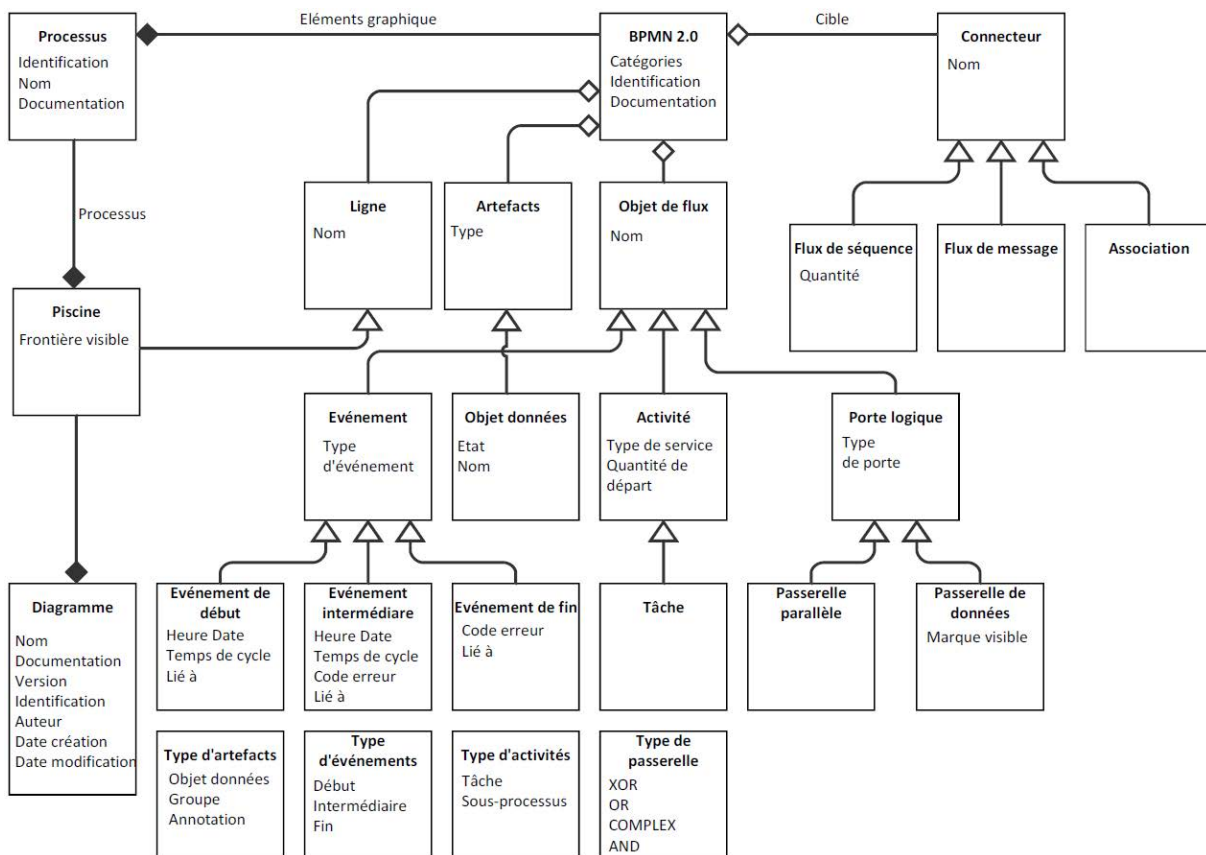 Eléments graphique
Cible
Processus
Identification
Nom
Documentation
BPMN 2.0
Catégories
Identification
Documentation
Connecteur
Nom
Processus
Ligne
Nom
Artefacts
Type
Objet de flux
Nom
Flux de séquence
Quantité
Flux de message
Association
Piscine
Frontière visible
Evénement
Type
d'événement
Objet données
Etat
Nom
Activité
Type de service
Quantité de
départ
Porte logique
Type
de porte
Diagramme
Nom
Documentation
Version
Identification
Auteur
Date création
Date modification
Evénement de
début
Heure Date
Temps de cycle
Lié à
Evénement
intermédiare
Heure Date
Temps de cycle
Code erreur
Lié à
Evénement de fin
Code erreur
Lié à
Tâche
Passerelle
parallèle
Passerelle de
données
Marque visible
Type d'artefacts
Objet données
Groupe
Annotation
Type
d'événements
Début
Intermédiaire
Fin
Type d'activités
Tâche
Sous-processus
Type de
passerelle
XOR
OR
COMPLEX
AND